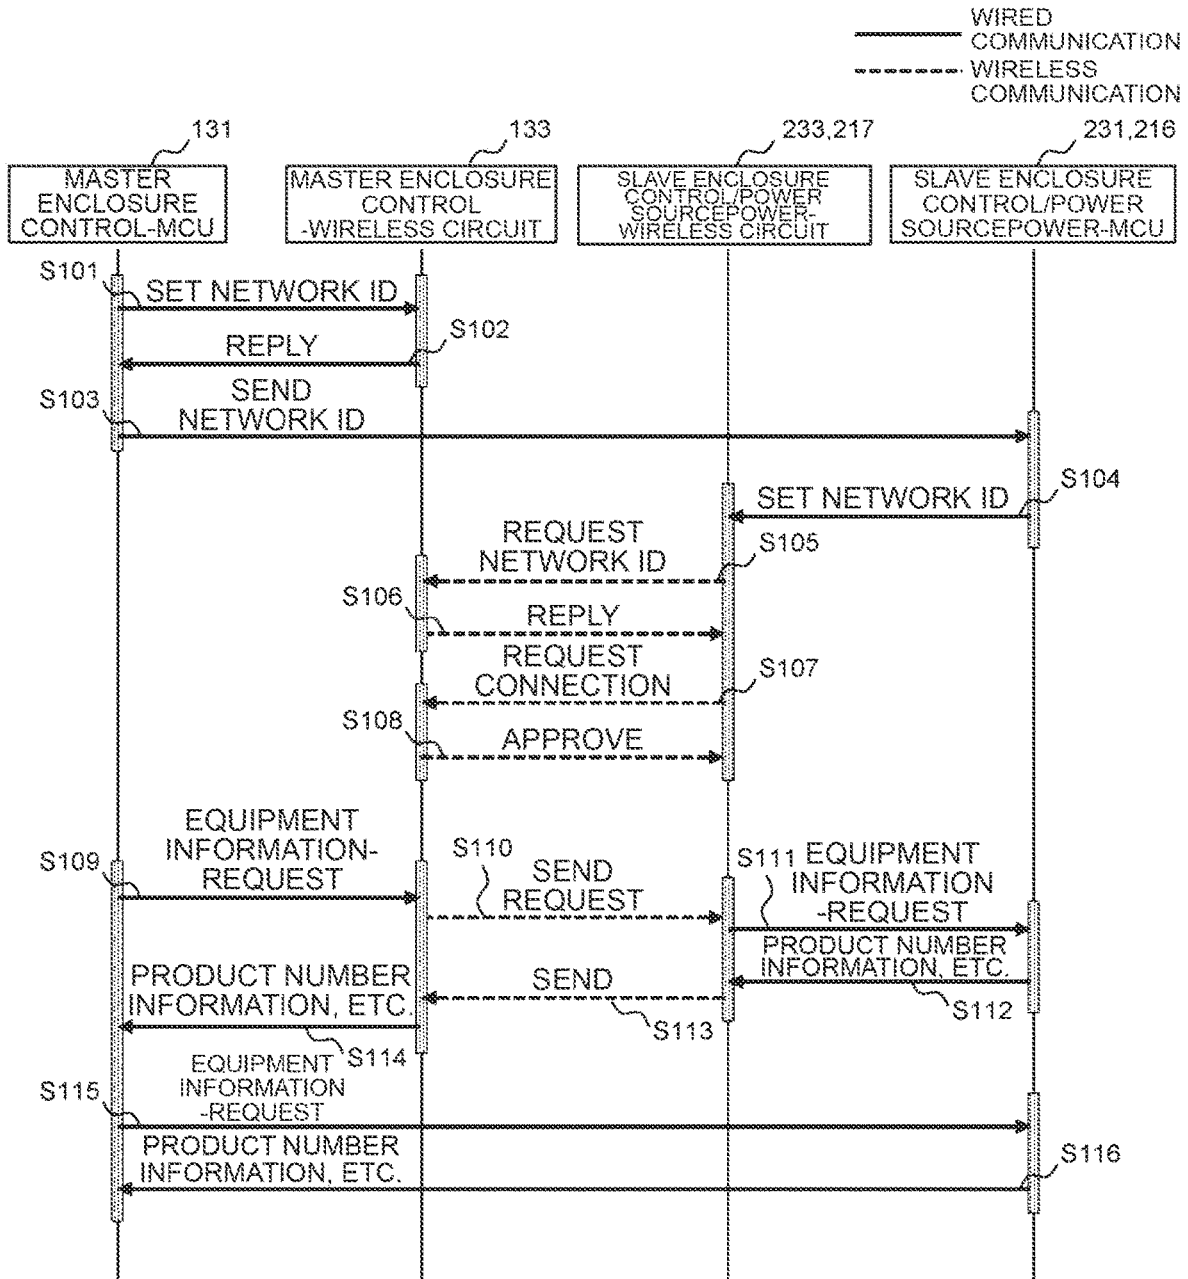 WIRED
COMMUNICATION
WIRELESS
COMMUNICATION
131
133
233,217
231,216
MASTER
ENCLOSURE
CONTROL-MCU
MASTER ENCLOSURE
CONTROL
-WIRELESS CIRCUIT
SLAVE ENCLOSURE
CONTROL/POWER
SOURCEPOWER-
WIRELESS CIRCUIT
SLAVE ENCLOSURE
CONTROL/POWER
SOURCEPOWER-MCU
S101
SET NETWORK ID
S102
REPLY
S103
SEND
NETWORK ID
S104
SET NETWORK ID
REQUEST
NETWORK ID
S105
S106
REPLY
REQUEST
CONNECTION
S107
S108
APPROVE
EQUIPMENT
INFORMATION-
REQUEST
S109
S110
SEND
REQUEST
S111
EQUIPMENT
INFORMATION
-REQUEST
PRODUCT NUMBER
INFORMATION, ETC.
S112
SEND
S113
PRODUCT NUMBER
INFORMATION, ETC.
S114
EQUIPMENT
INFORMATION
-REQUEST
S115
PRODUCT NUMBER
INFORMATION, ETC.
S116